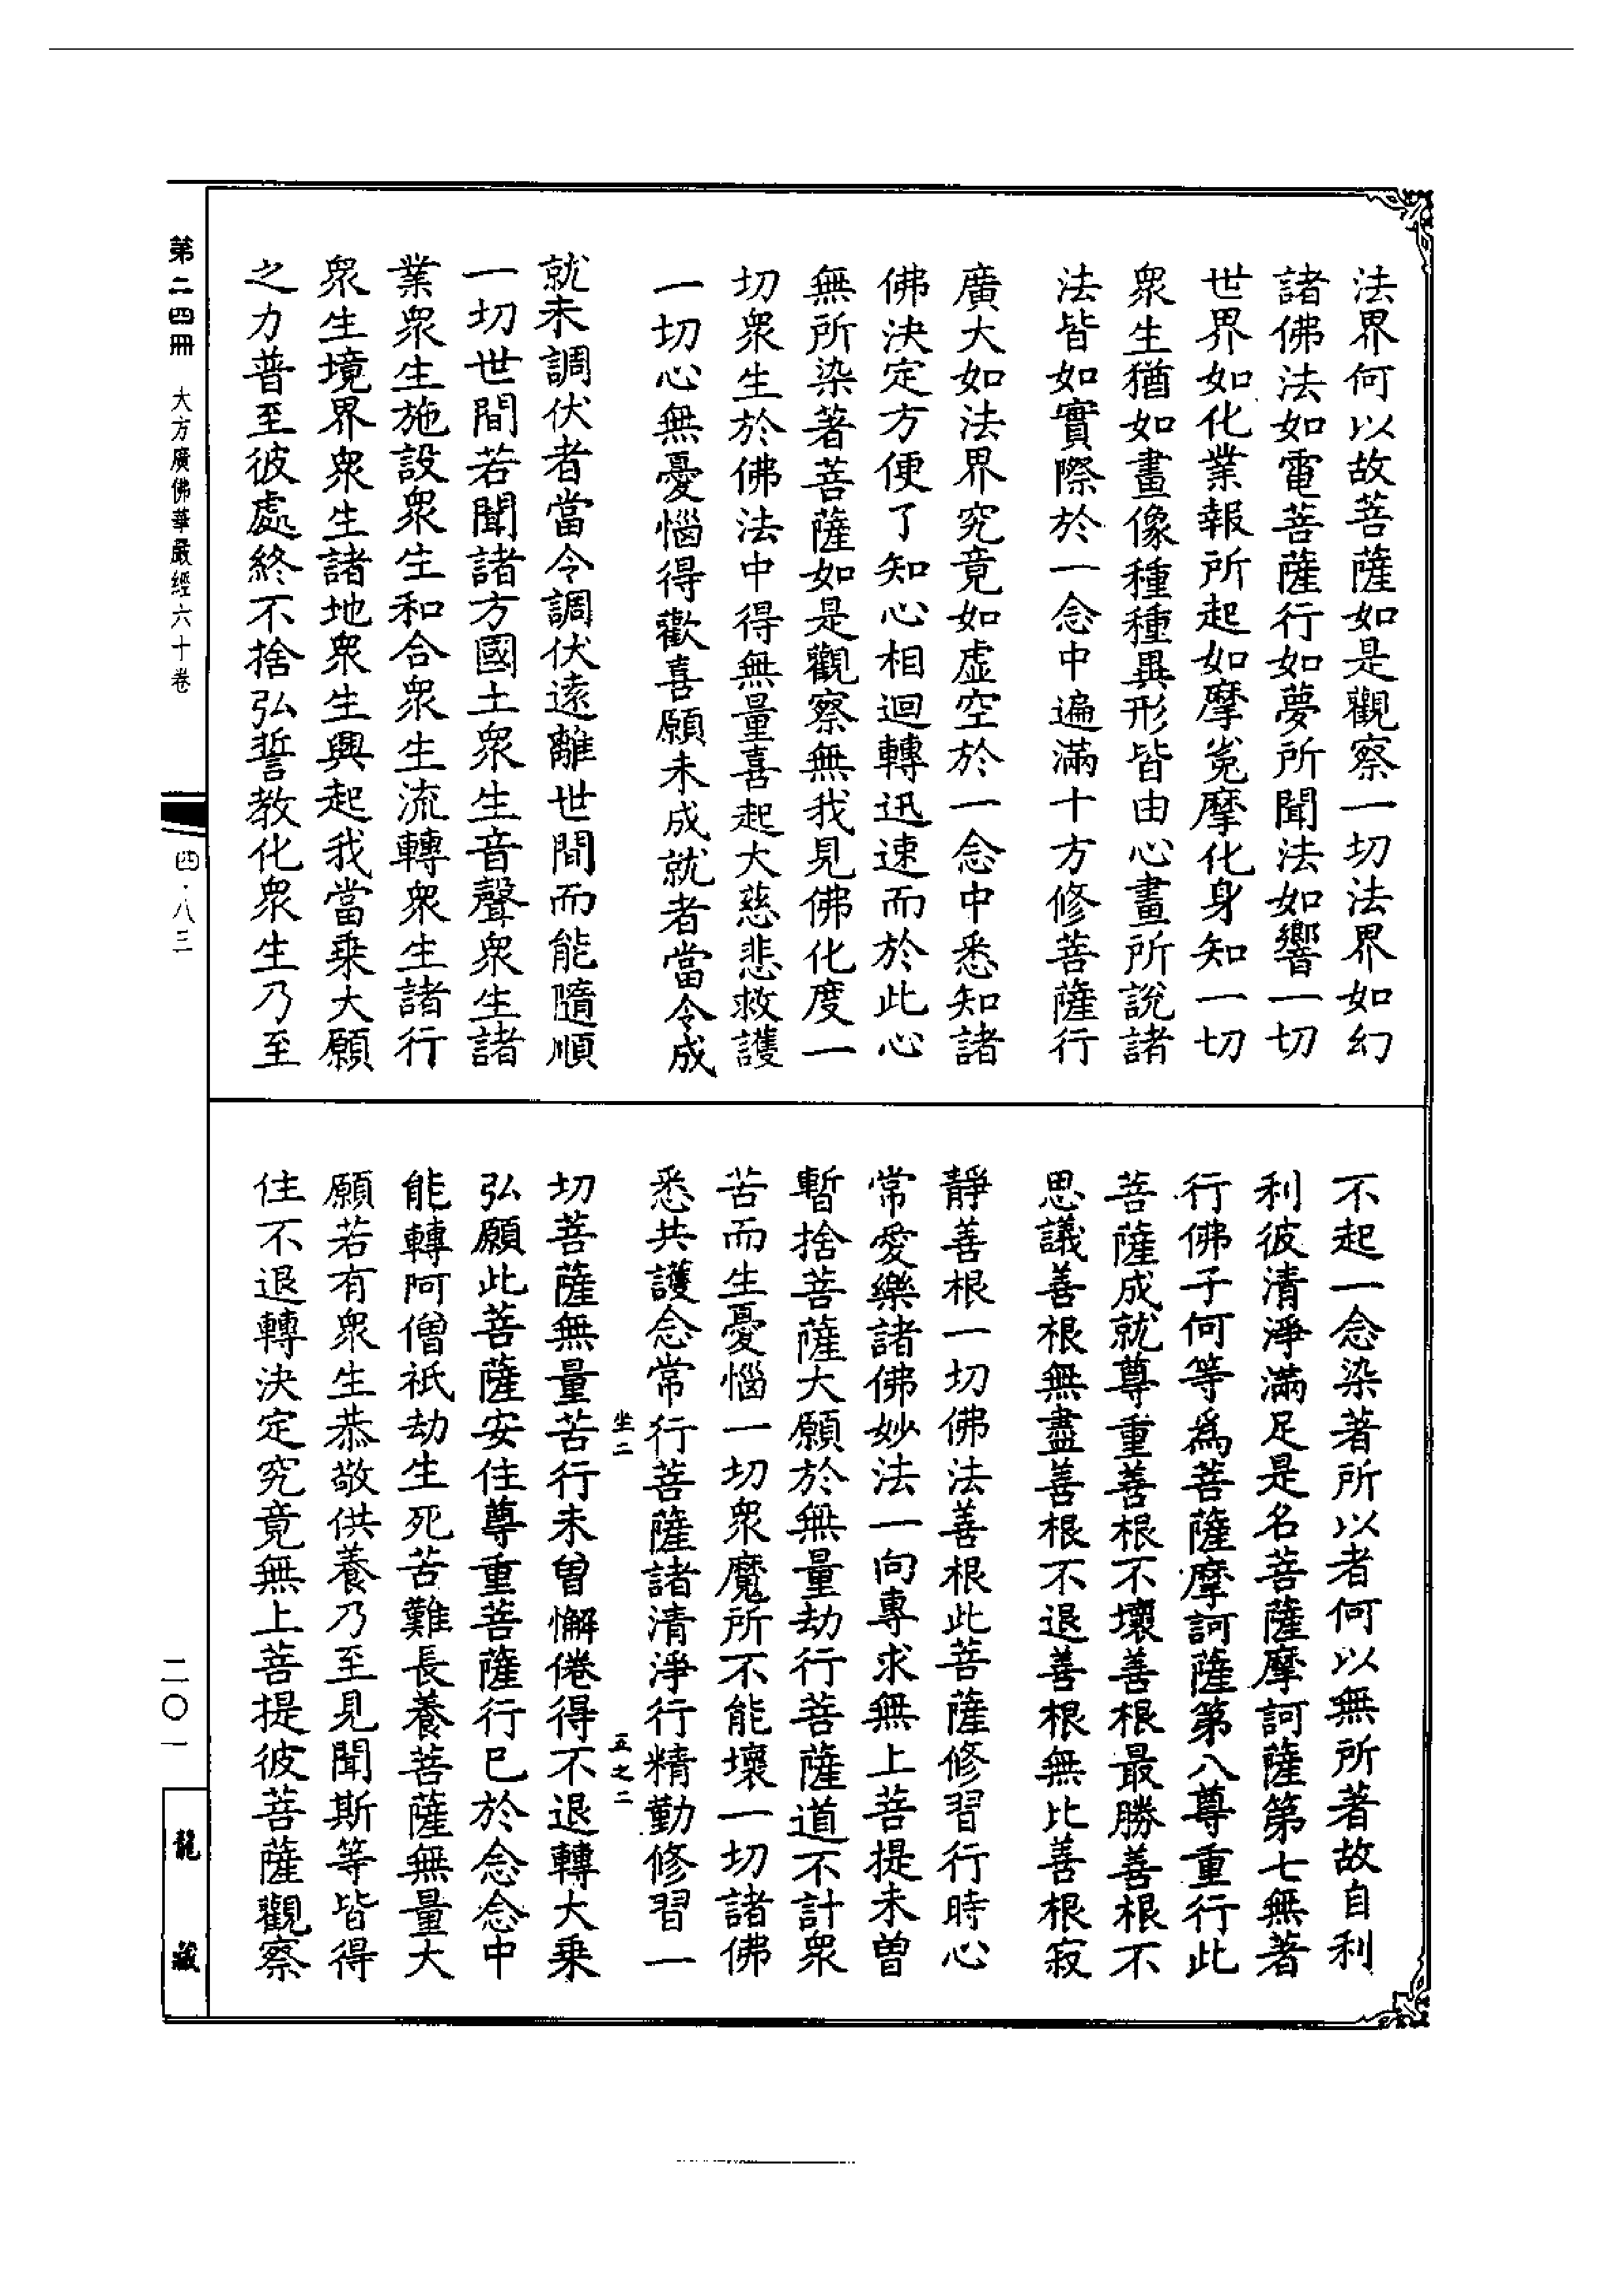 法界何以故菩薩如是觀察一切法界如幻
諸佛法如電菩薩行如夢所聞法如響一切
世界如化業報所起如摩㝹摩化身知一切
衆生猶如畫像種種異形皆由心畫所說諸
法皆如實際於一念中遍滿十方修菩薩行
廣大如法界究竟如虛空於一念中悉知諸
佛決定方便了知心相迴轉迅速而於此心
無所染著菩薩如是觀察無我見佛化度一
切衆生於佛法中得無量喜起大慈悲救護
一切心無憂惱得歡喜願未成就者當令成
就未調伏者當令調伏遠離世間而能隨順
一切世間若聞諸方國土衆生音聲衆生諸
業衆生施設衆生和合衆生流轉衆生諸行
衆生境界衆生諸地衆生興起我當乗大願
之力普至彼處終不捨弘誓教化衆生乃至
不起一念染著所以者何以無所著故自利
利彼清淨滿足是名菩薩摩訶薩第七無著
行佛子何等爲菩薩摩訶薩第八尊重行此
菩薩成就尊重善根不壞善根最勝善根不
思議善根無盡善根不退善根無比善根寂
靜善根一切佛法善根此菩薩修習行時心
常愛樂諸佛妙法一向專求無上菩提未曾
暫捨菩薩大願於無量劫行菩薩道不計衆
苦而生憂惱一切衆魔所不能壞一切諸佛
悉共護念常行菩薩諸清淨行精勤修習一
坐二
五之二
切菩薩無量苦行未曾懈倦得不退轉大乗
弘願此菩薩安住尊重菩薩行已於念念中
能轉阿僧祇劫生死苦難長養菩薩無量大
願若有衆生恭敬供養乃至見聞斯等皆得
住不退轉決定究竟無上菩提彼菩薩觀察
第二四冊
大方廣佛華嚴經六十卷
四·八三
二〇一
龍藏